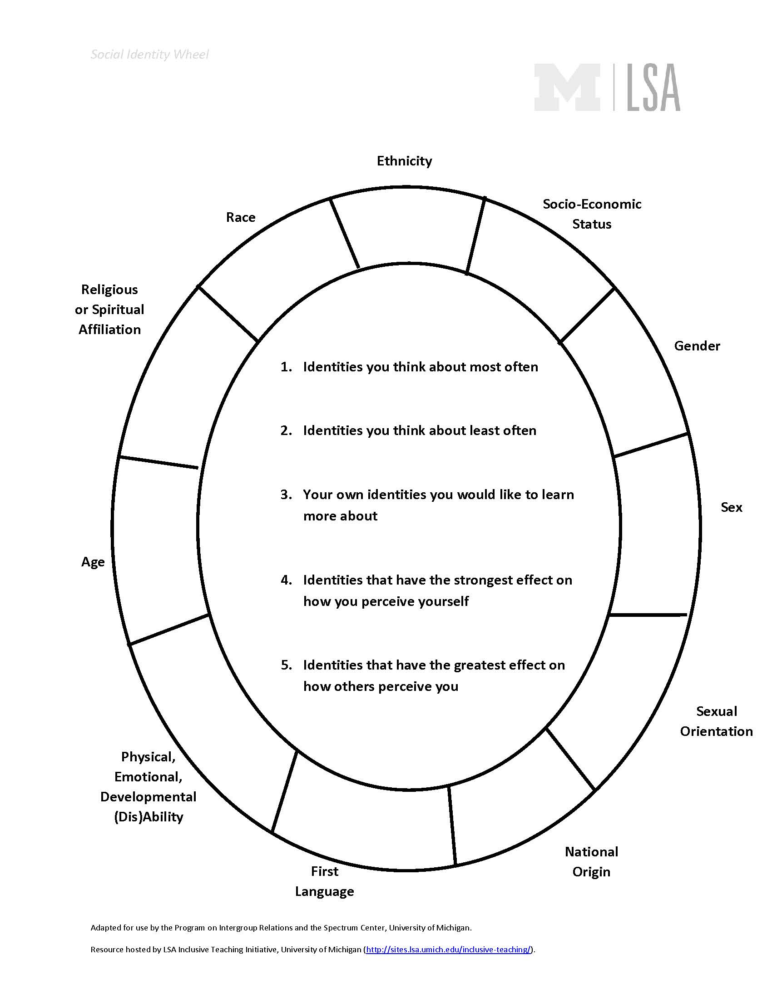 Social Identity Wheel
M | LSA
Ethnicity
Socio-Economic
Status
Race
Religious
or Spiritual
Affiliation
Gender
1. Identities you think about most often
2. Identities you think about least often
3. Your own identities you would like to learn
more about
Sex
Age
4. Identities that have the strongest effect on
how you perceive yourself
5. Identities that have the greatest effect on
how others perceive you
Sexual
Orientation
Physical,
Emotional,
Developmental
(Dis)Ability
National
Origin
First
Language
Adapted for use by the Program on Intergroup Relations and the Spectrum Center, University of Michigan.
Resource hosted by LSA Inclusive Teaching Initiative, University of Michigan (http://sites.lsa.umich.edu/inclusive-teaching/).